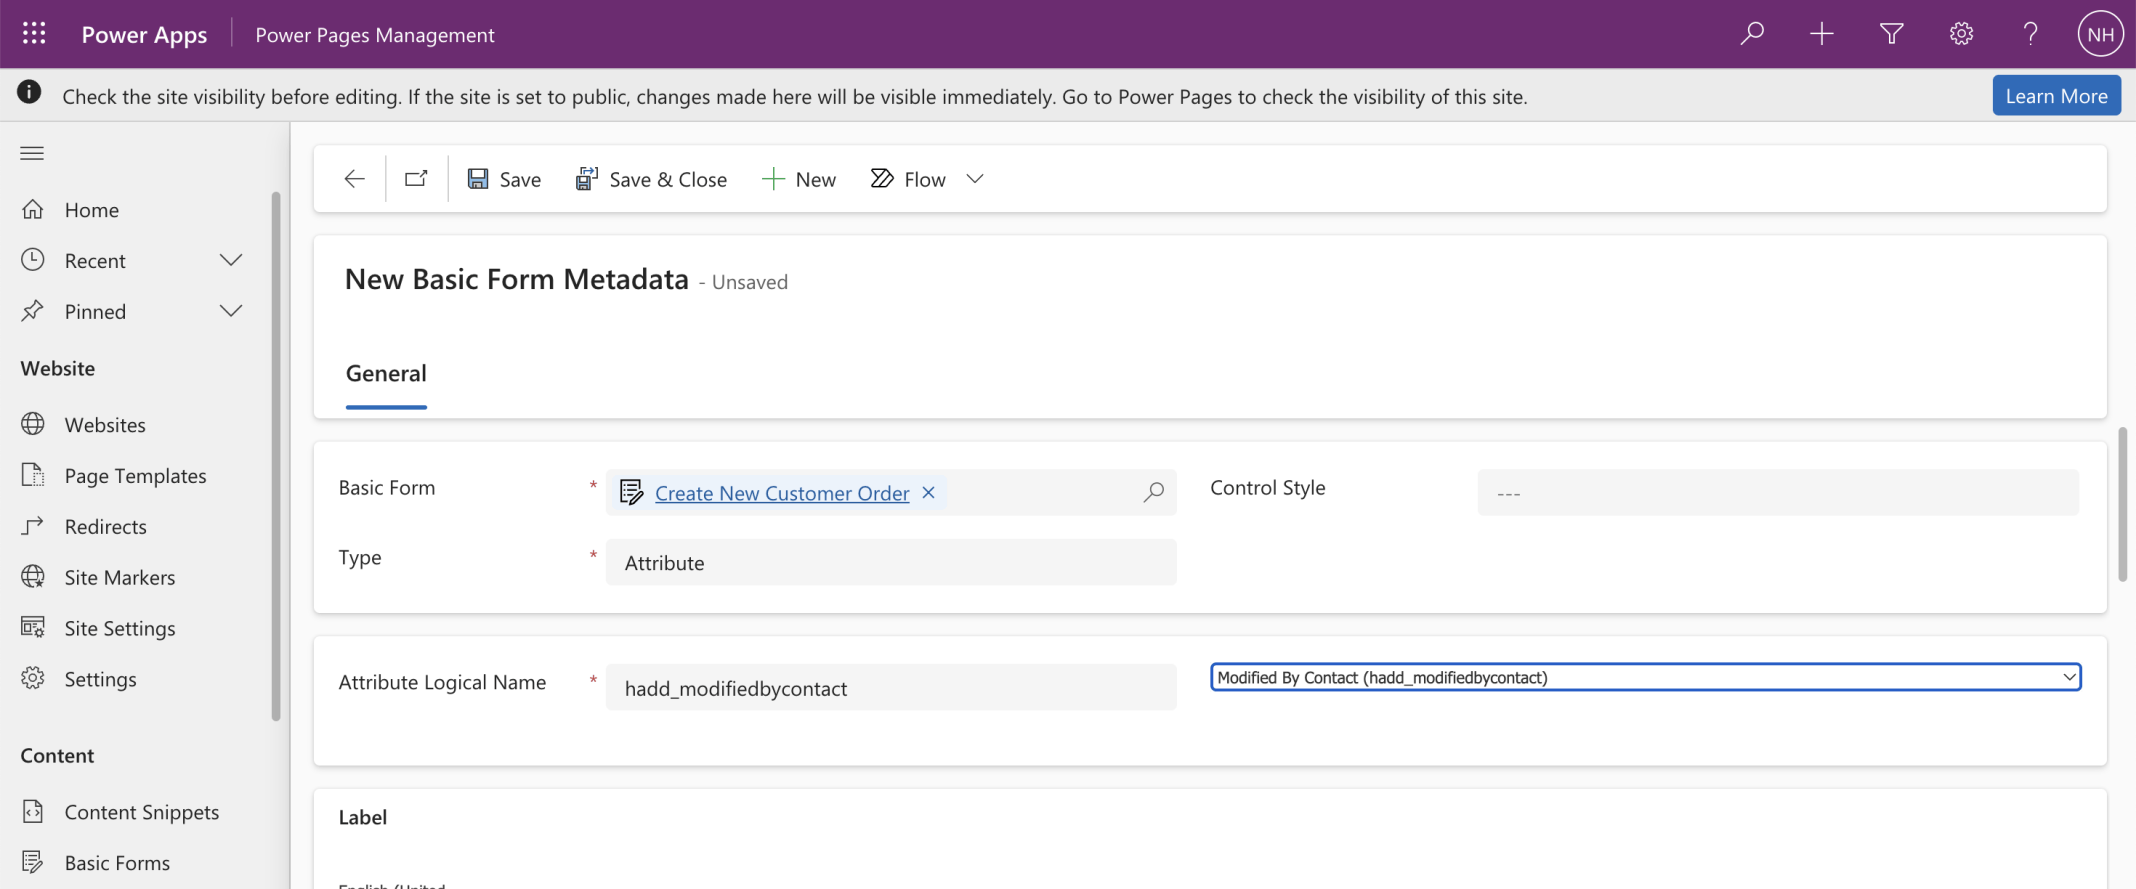 Power Apps
Power Pages Management
NH
Check the site visibility before editing. If the site is set to public, changes made here will be visible immediately. Go to Power Pages to check the visibility of this site.
Learn More
Home
Recent
Pinned
Website
Websites
Page Templates
Redirects
Site Markers
Site Settings
Settings
Content
Content Snippets
Basic Forms
Save
Save & Close
New
Flow
New Basic Form Metadata - Unsaved
General
Basic Form *
Create New Customer Order
Control Style
---
Type *
Attribute
Attribute Logical Name *
hadd_modifiedbycontact
Modified By Contact (hadd_modifiedbycontact)
Label
English (United